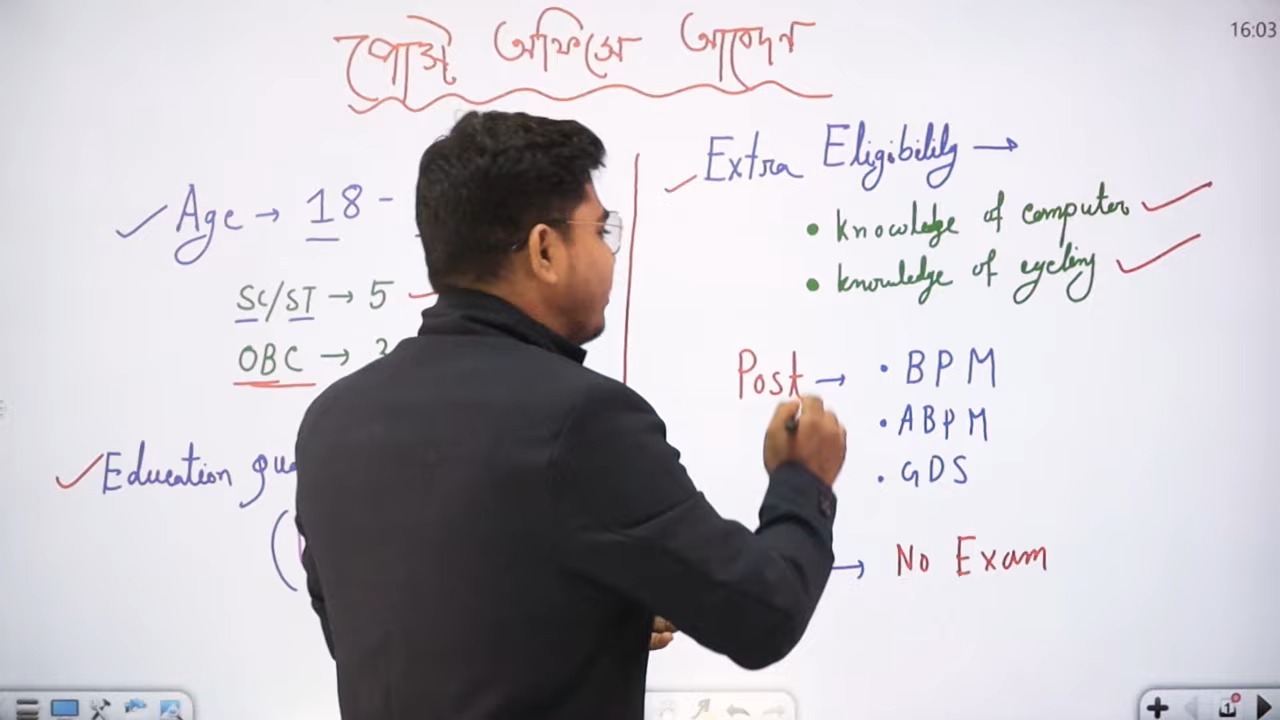 পোস্ট অফিসে আবেদন
16:03
Age → 18 -
SC/ST → 5
OBC → 3
Education qua
Extra Eligibility →
• knowledge of computer
• knowledge of cycling
Post → • BPM
• ABPM
• GDS
→ No Exam